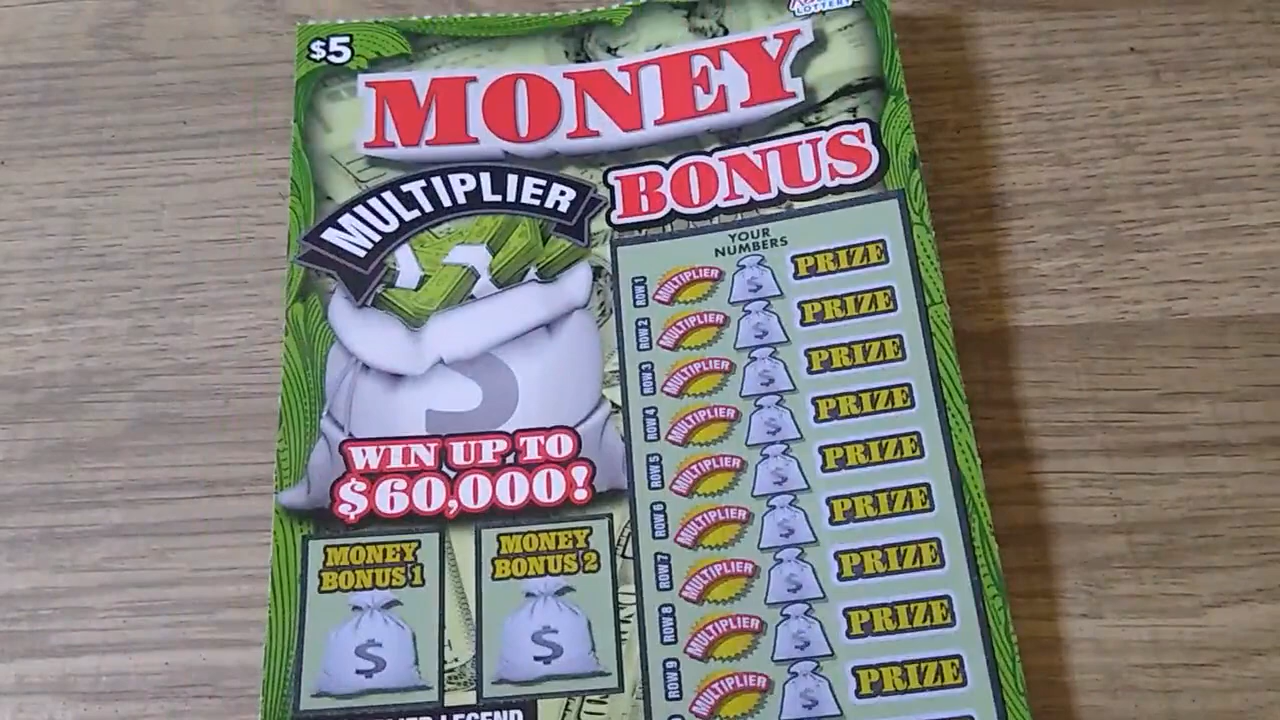 $5
LOTTERY
MONEY
BONUS
MULTIPLIER
WIN UP TO
$60,000!
MONEY
BONUS 1
$
MONEY
BONUS 2
$
LEGEND
YOUR
NUMBERS
ROW 1 MULTIPLIER $ PRIZE
ROW 2 MULTIPLIER $ PRIZE
ROW 3 MULTIPLIER $ PRIZE
ROW 4 MULTIPLIER $ PRIZE
ROW 5 MULTIPLIER $ PRIZE
ROW 6 MULTIPLIER $ PRIZE
ROW 7 MULTIPLIER $ PRIZE
ROW 8 MULTIPLIER $ PRIZE
ROW 9 MULTIPLIER $ PRIZE